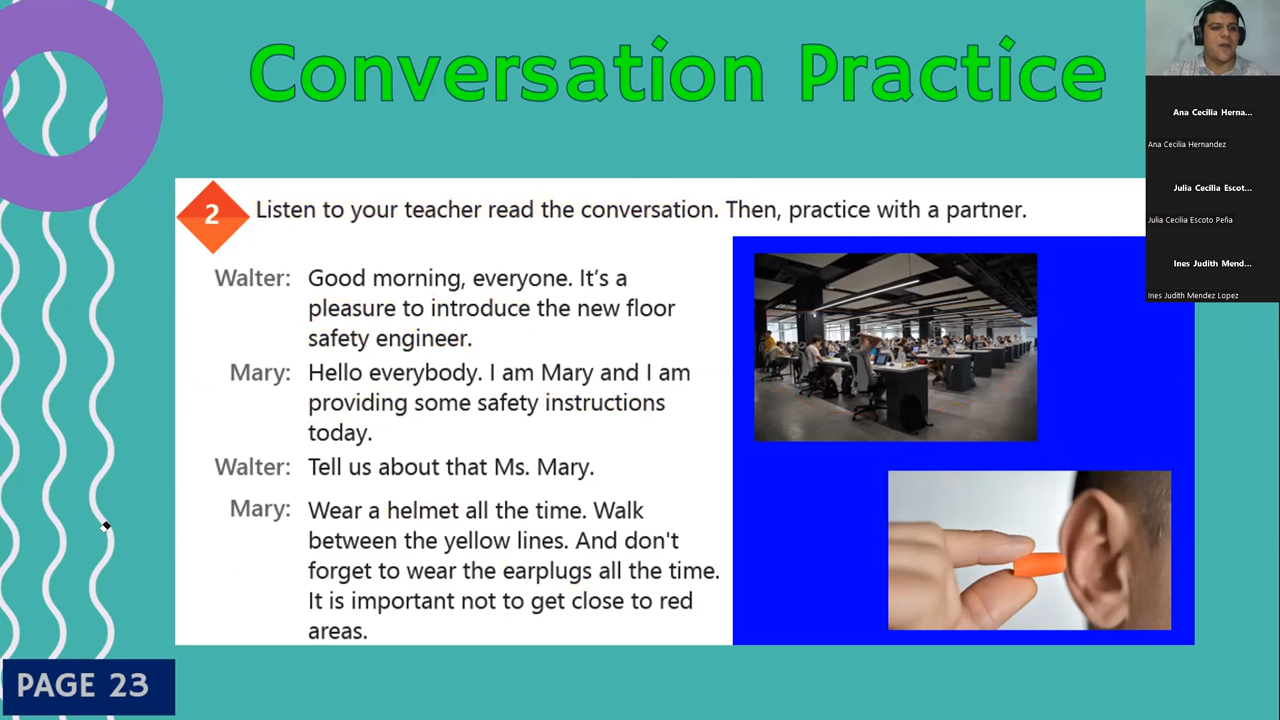 Conversation Practice
2
Listen to your teacher read the conversation. Then, practice with a partner.
Walter: Good morning, everyone. It's a
pleasure to introduce the new floor
safety engineer.
Mary: Hello everybody. I am Mary and I am
providing some safety instructions
today.
Walter: Tell us about that Ms. Mary.
Mary: Wear a helmet all the time. Walk
between the yellow lines. And don't
forget to wear the earplugs all the time.
It is important not to get close to red
areas.
PAGE 23
Ana Cecilia Herna...
Ana Cecilia Hernandez
Julia Cecilia Escot...
Julia Cecilia Escoto Peña
Ines Judith Mend...
Ines Judith Mendez Lopez